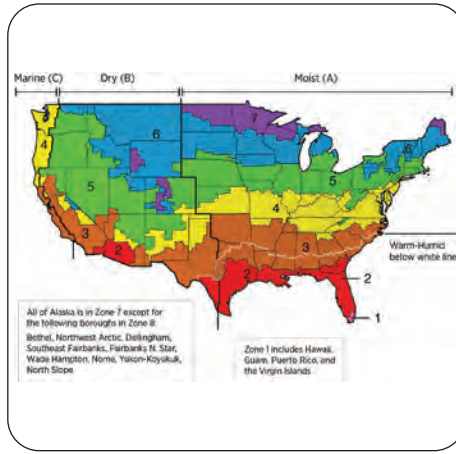 Marine (C) Dry (B) Moist (A)
7
6
6
4
5
5
4
3
3
Warm-Humid
below white line
2
2
2
1
All of Alaska is in Zone 7 except for
the following boroughs in Zone 8:
Bethel, Northwest Arctic, Dellingham,
Southeast Fairbanks, Fairbanks N. Star,
Wade Hampton, Nome, Yukon-Koyukuk,
North Slope
Zone 1 includes Hawaii,
Guam, Puerto Rico, and
the Virgin Islands